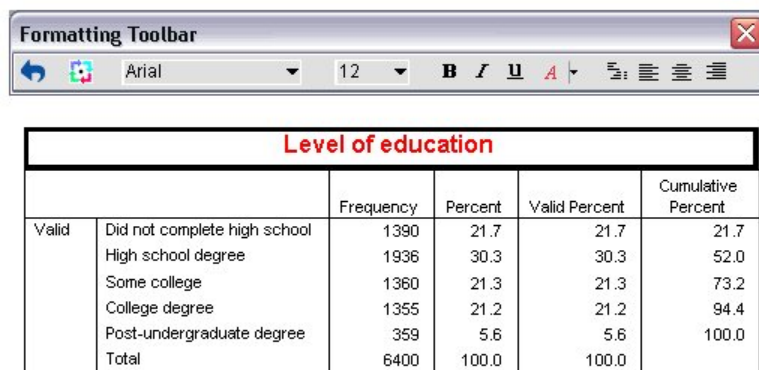 Formatting Toolbar
Arial 12 B I U A
Level of education
Frequency Percent Valid Percent Cumulative Percent
Valid Did not complete high school 1390 21.7 21.7 21.7
High school degree 1936 30.3 30.3 52.0
Some college 1360 21.3 21.3 73.2
College degree 1355 21.2 21.2 94.4
Post-undergraduate degree 359 5.6 5.6 100.0
Total 6400 100.0 100.0